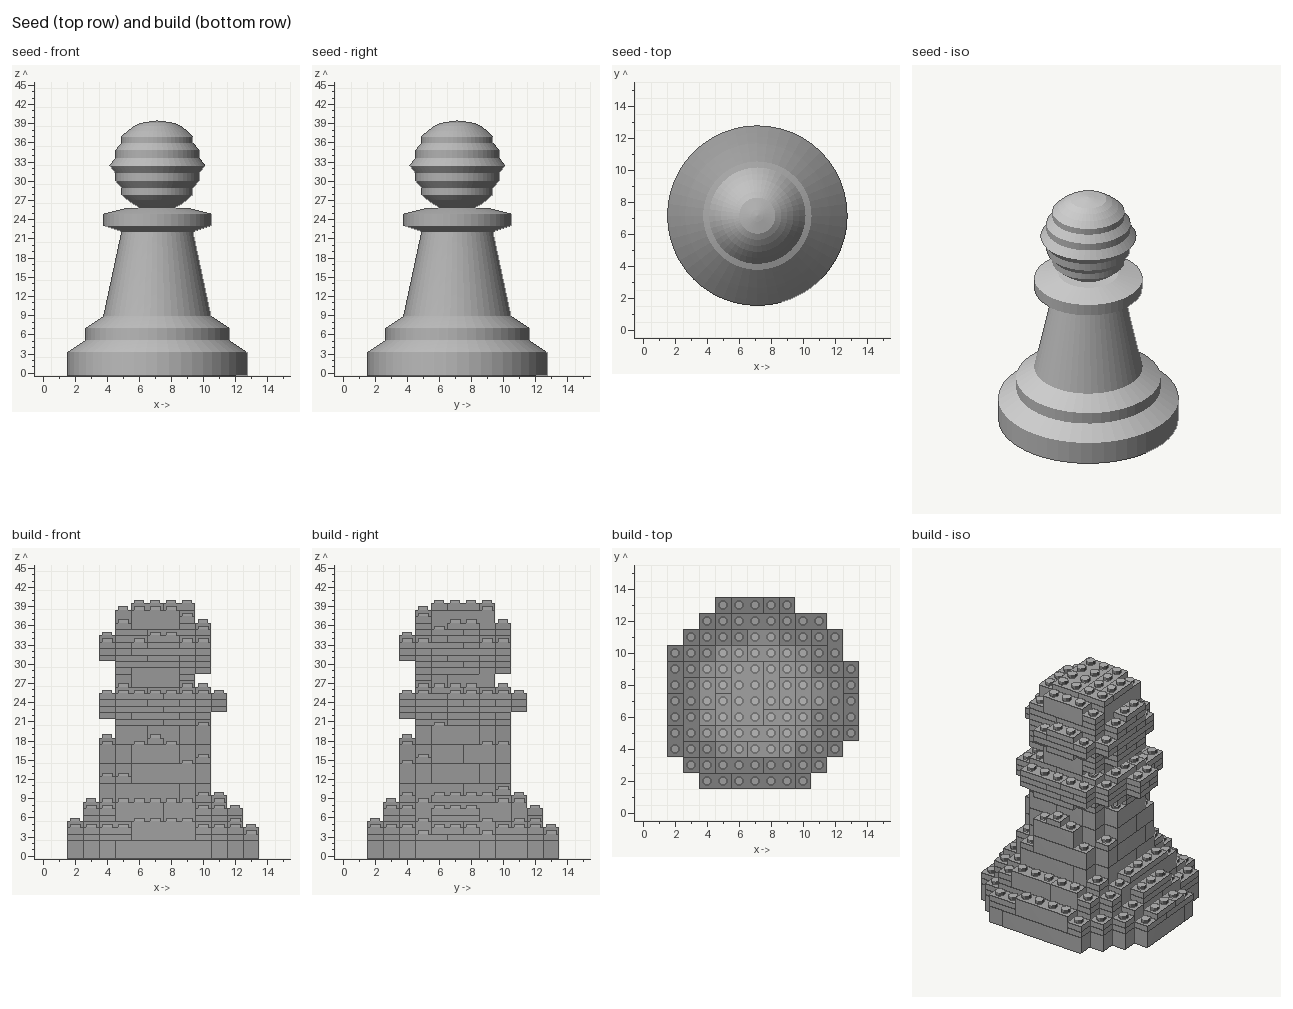 Seed (top row) and build (bottom row)
seed - front
seed - right
seed - top
seed - iso
z ^
45
42
39
36
33
30
27
24
21
18
15
12
9
6
3
0
0 2 4 6 8 10 12 14
x ->
z ^
45
42
39
36
33
30
27
24
21
18
15
12
9
6
3
0
0 2 4 6 8 10 12 14
y ->
y ^
14
12
10
8
6
4
2
0
0 2 4 6 8 10 12 14
x ->
build - front
build - right
build - top
build - iso
z ^
45
42
39
36
33
30
27
24
21
18
15
12
9
6
3
0
0 2 4 6 8 10 12 14
x ->
z ^
45
42
39
36
33
30
27
24
21
18
15
12
9
6
3
0
0 2 4 6 8 10 12 14
y ->
y ^
14
12
10
8
6
4
2
0
0 2 4 6 8 10 12 14
x ->